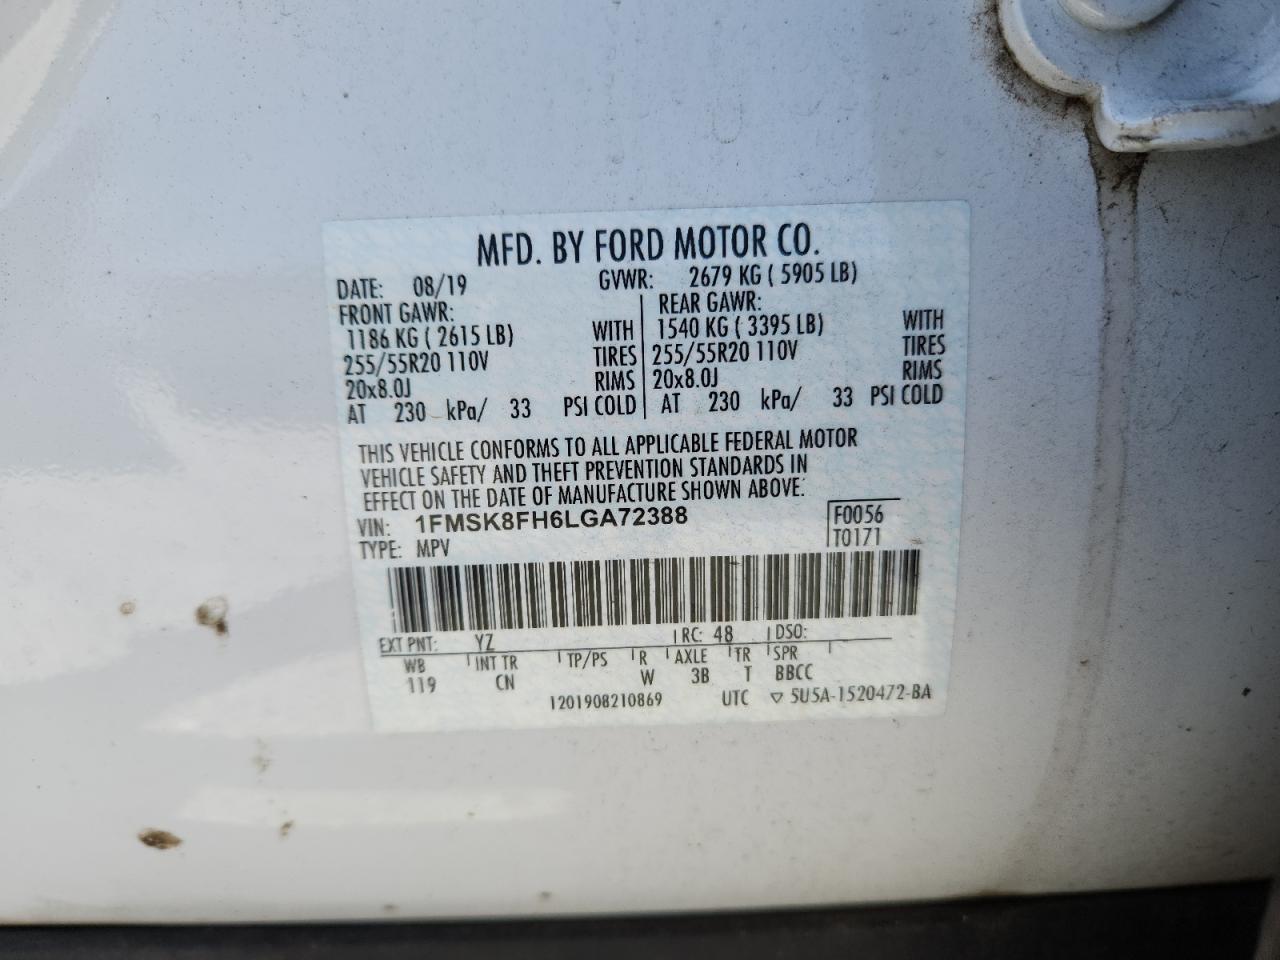 MFD. BY FORD MOTOR CO.
DATE: 08/19 GVWR: 2679 KG ( 5905 LB)
FRONT GAWR: REAR GAWR:
1186 KG ( 2615 LB) WITH 1540 KG ( 3395 LB) WITH
255/55R20 110V TIRES 255/55R20 110V TIRES
20x8.0J RIMS 20x8.0J RIMS
AT 230 kPa/ 33 PSI COLD AT 230 kPa/ 33 PSI COLD
THIS VEHICLE CONFORMS TO ALL APPLICABLE FEDERAL MOTOR
VEHICLE SAFETY AND THEFT PREVENTION STANDARDS IN
EFFECT ON THE DATE OF MANUFACTURE SHOWN ABOVE.
VIN: 1FMSK8FH6LGA72388 F0056
TYPE: MPV T0171
EXT PNT: YZ RC: 48 DSO:
WB INT TR TP/PS R AXLE TR SPR
119 CN W 3B T BBCC
1201908210869 UTC ▽ 5U5A-1520472-BA